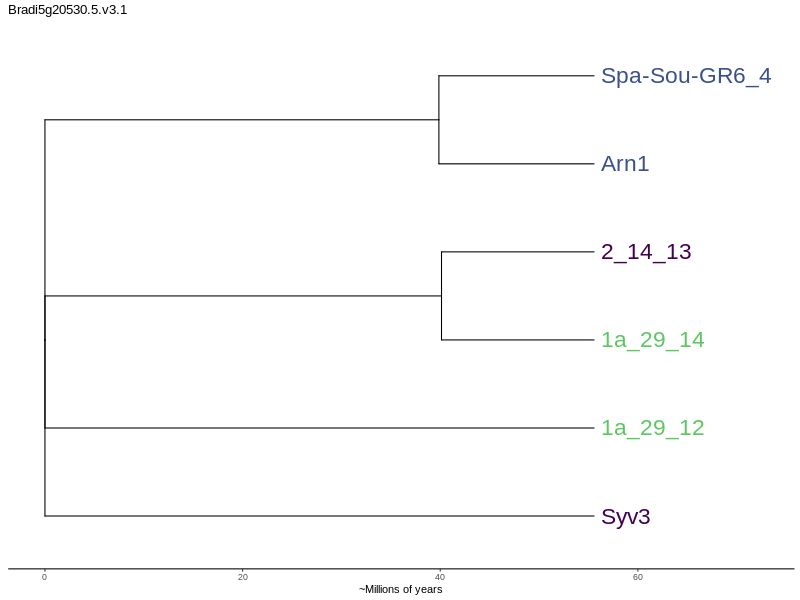 Bradi5g20530.5.v3.1
Spa-Sou-GR6_4
Arn1
2_14_13
1a_29_14
1a_29_12
Syv3
0 20 40 60
~Millions of years